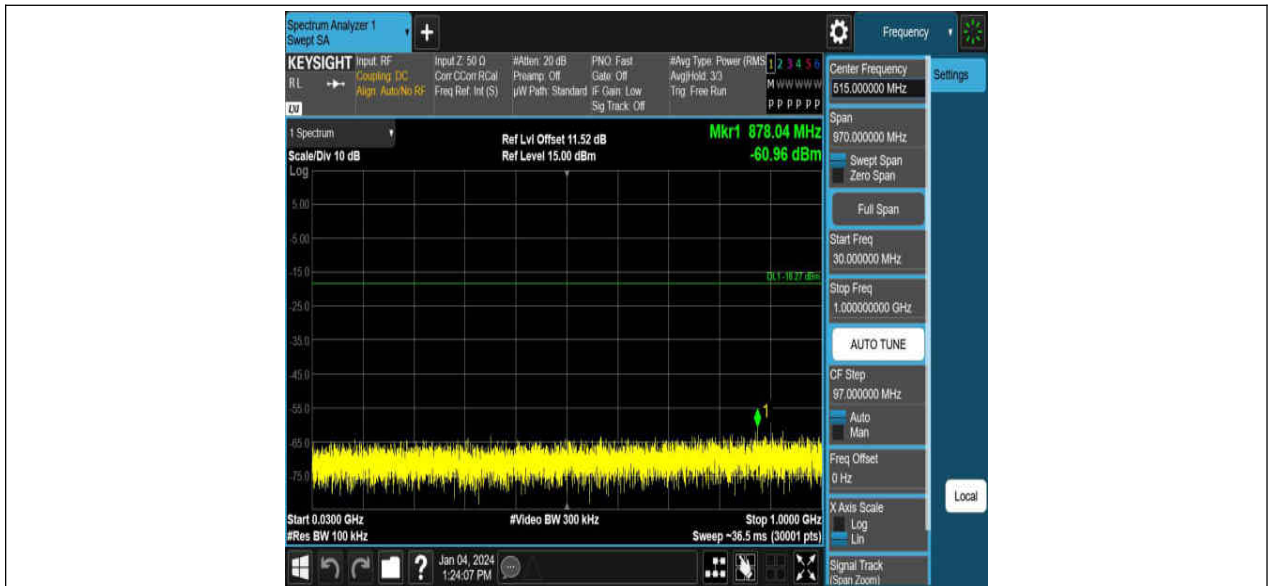 Spectrum Analyzer 1
Swept SA
+
Frequency
KEYSIGHT
RL
LXI
Input: RF
Coupling: DC
Align: Auto/No RF
Input Z: 50 Ω
Corr CCorr RCal
Freq Ref: Int (S)
#Atten: 20 dB
Preamp: Off
µW Path: Standard
PNO: Fast
Gate: Off
IF Gain: Low
Sig Track: Off
#Avg Type: Power (RMS
Avg|Hold: 3/3
Trig: Free Run
1 2 3 4 5 6
M W W W W W
P P P P P P
1 Spectrum
Scale/Div 10 dB
Ref Lvl Offset 11.52 dB
Ref Level 15.00 dBm
Mkr1 878.04 MHz
-60.96 dBm
Log
5.00
-5.00
-15.0
DL1 -18.27 dBm
-25.0
-35.0
-45.0
-55.0
1
-65.0
-75.0
Start 0.0300 GHz
#Res BW 100 kHz
#Video BW 300 kHz
Stop 1.0000 GHz
Sweep ~36.5 ms (30001 pts)
?
Jan 04, 2024
1:24:07 PM
Center Frequency
515.000000 MHz
Span
970.000000 MHz
Swept Span
Zero Span
Full Span
Start Freq
30.000000 MHz
Stop Freq
1.000000000 GHz
AUTO TUNE
CF Step
97.000000 MHz
Auto
Man
Freq Offset
0 Hz
X Axis Scale
Log
Lin
Signal Track
(Span Zoom)
Settings
Local